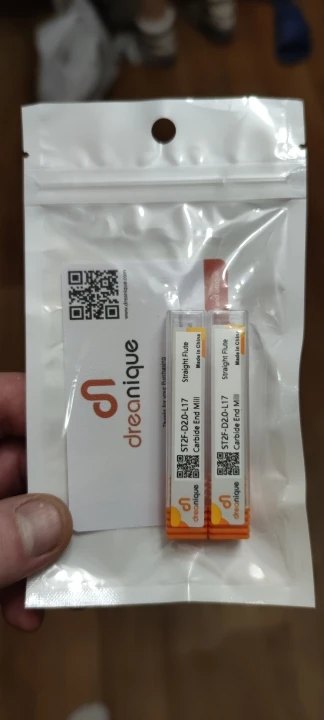 www.dreanique.com
dreanique
Thanks for your Purchasing
ST2F-D2.0-L17
Straight Flute
Carbide End Mill
Made in China
dreanique
ST2F-D2.0-L17
Straight Flute
Carbide End Mill
Made in China
dreanique